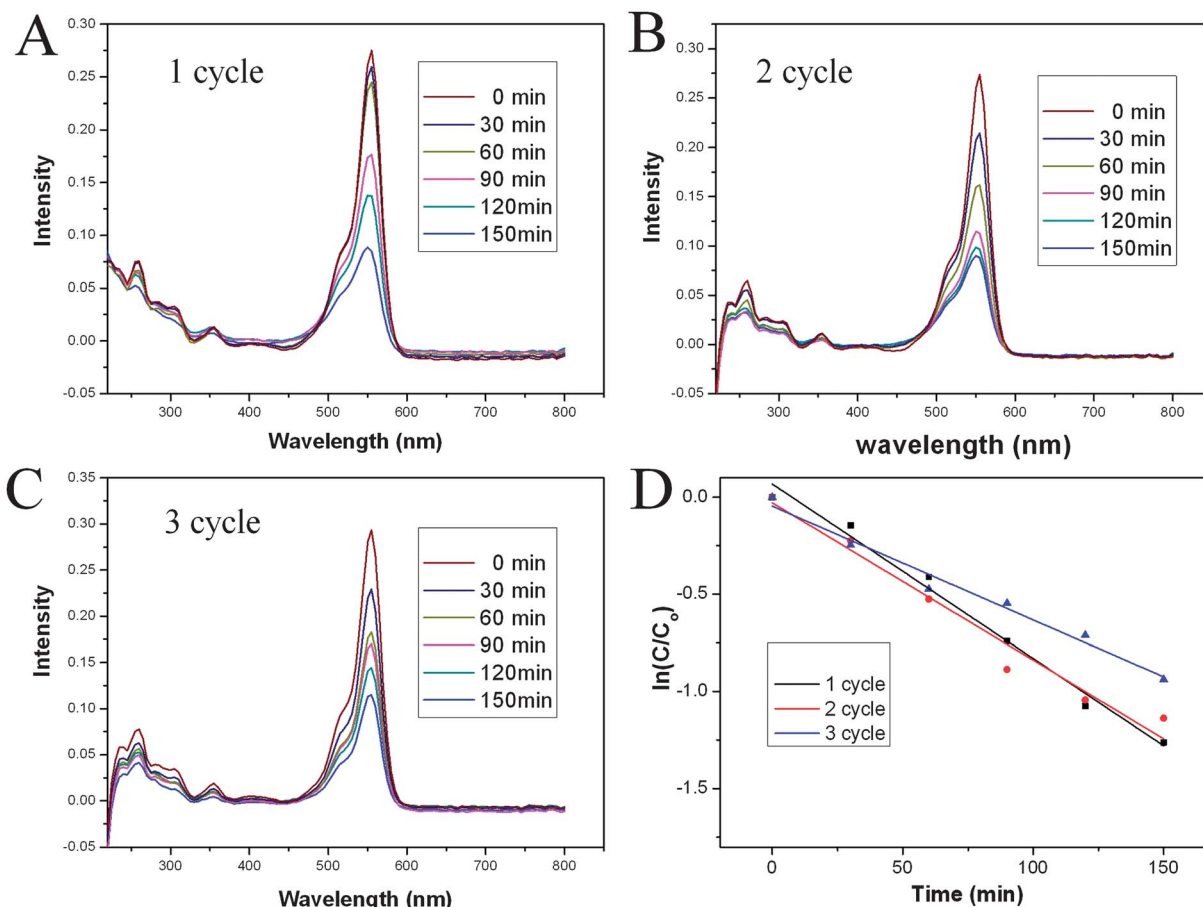 A
1 cycle
0.30
0.25
0.20
0.15
0.10
0.05
0.00
-0.05
Intensity
0 min
30 min
60 min
90 min
120min
150min
300
400
500
600
700
800
Wavelength (nm)
B
2 cycle
0.30
0.25
0.20
0.15
0.10
0.05
0.00
-0.05
Intensity
0 min
30 min
60 min
90 min
120min
150min
300
400
500
600
700
800
wavelength (nm)
C
3 cycle
0.35
0.30
0.25
0.20
0.15
0.10
0.05
0.00
-0.05
Intensity
0 min
30 min
60 min
90 min
120min
150min
300
400
500
600
700
800
Wavelength (nm)
D
0.0
-0.5
-1.0
-1.5
ln(C/Co)
1 cycle
2 cycle
3 cycle
0
50
100
150
Time (min)